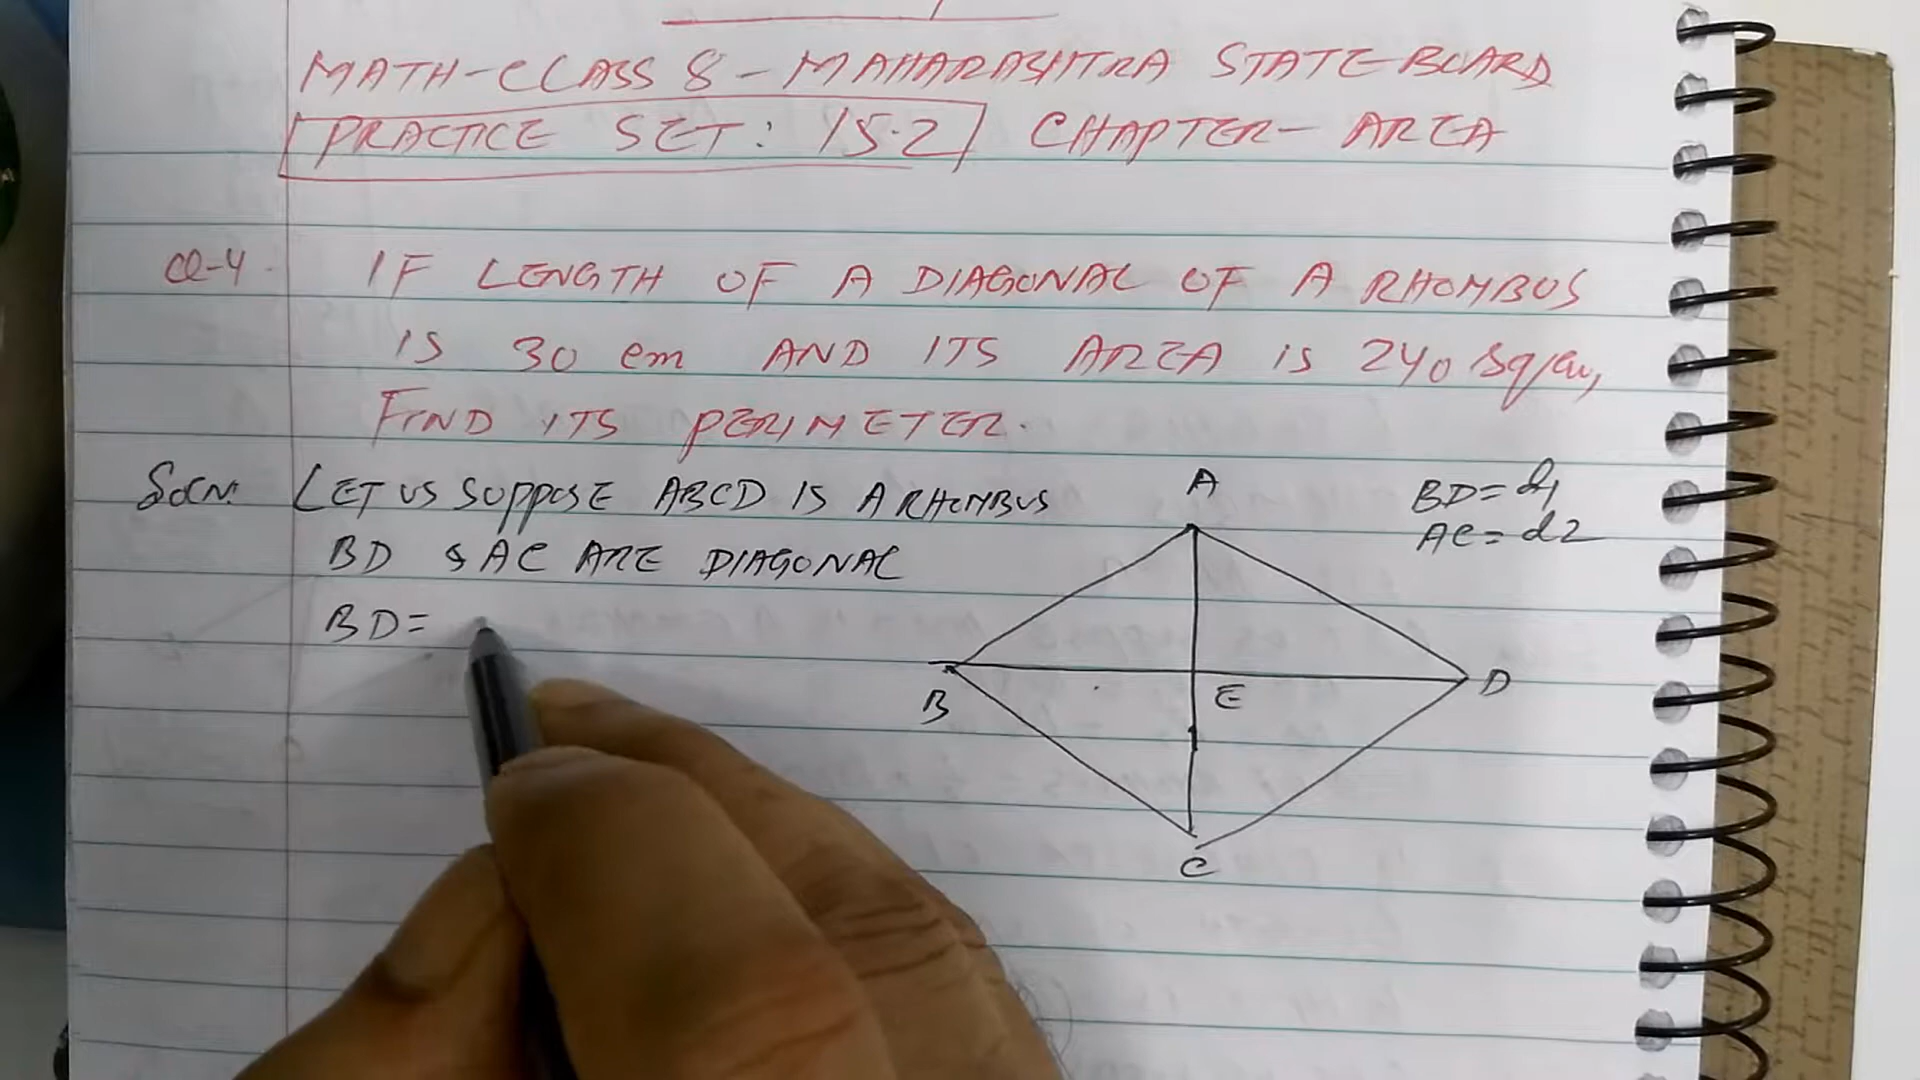 MATH-CLASS 8 - MAHARASHTRA STATE BOARD
PRACTICE SET: 15.2 CHAPTER - AREA
Q-4. IF LENGTH OF A DIAGONAL OF A RHOMBUS
IS 30 cm AND ITS AREA IS 240 sq/cm,
FIND ITS PERIMETER.
SOLN: LET US SUPPOSE ABCD IS A RHOMBUS
BD & AC ARE DIAGONAL
BD=
A
BD = d1
AC = d2
B
E
D
C